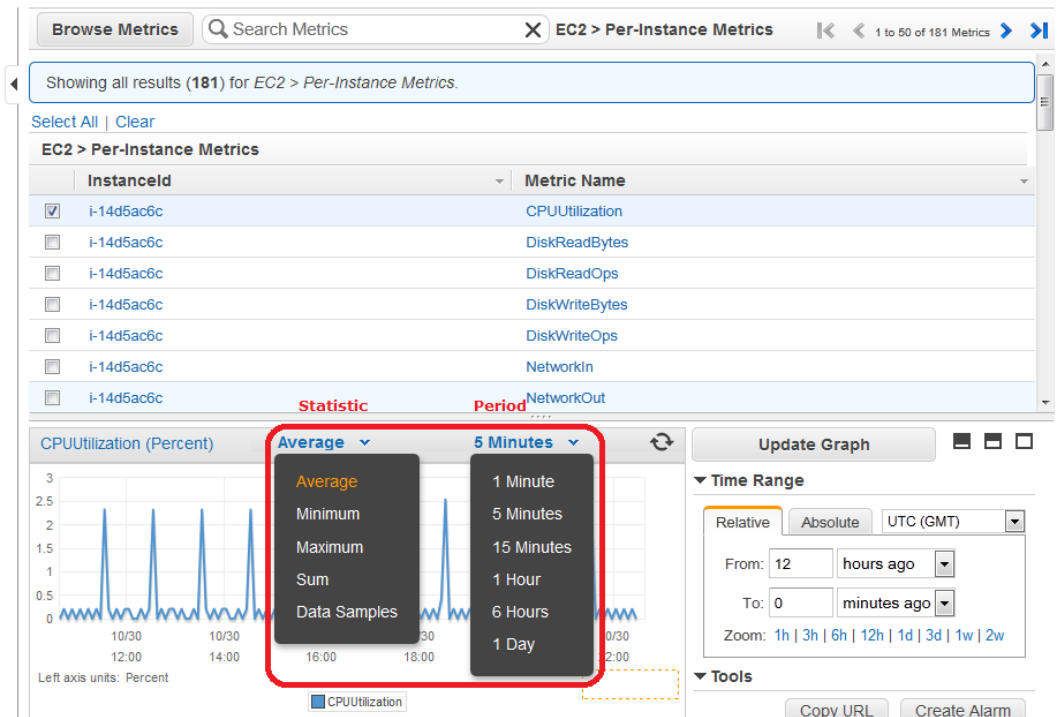 Browse Metrics Search Metrics EC2 > Per-Instance Metrics 1 to 50 of 181 Metrics
Showing all results (181) for EC2 > Per-Instance Metrics.
Select All | Clear
EC2 > Per-Instance Metrics
InstanceId Metric Name
i-14d5ac6c CPUUtilization
i-14d5ac6c DiskReadBytes
i-14d5ac6c DiskReadOps
i-14d5ac6c DiskWriteBytes
i-14d5ac6c DiskWriteOps
i-14d5ac6c NetworkIn
i-14d5ac6c NetworkOut
Statistic Period
CPUUtilization (Percent) Average 5 Minutes
Average
Minimum
Maximum
Sum
Data Samples
1 Minute
5 Minutes
15 Minutes
1 Hour
6 Hours
1 Day
3
2.5
2
1.5
1
0.5
0
10/30 10/30
12:00 14:00 16:00 18:00
Left axis units: Percent
CPUUtilization
Update Graph
Time Range
Relative Absolute UTC (GMT)
From: 12 hours ago
To: 0 minutes ago
Zoom: 1h | 3h | 6h | 12h | 1d | 3d | 1w | 2w
Tools
Copy URL Create Alarm